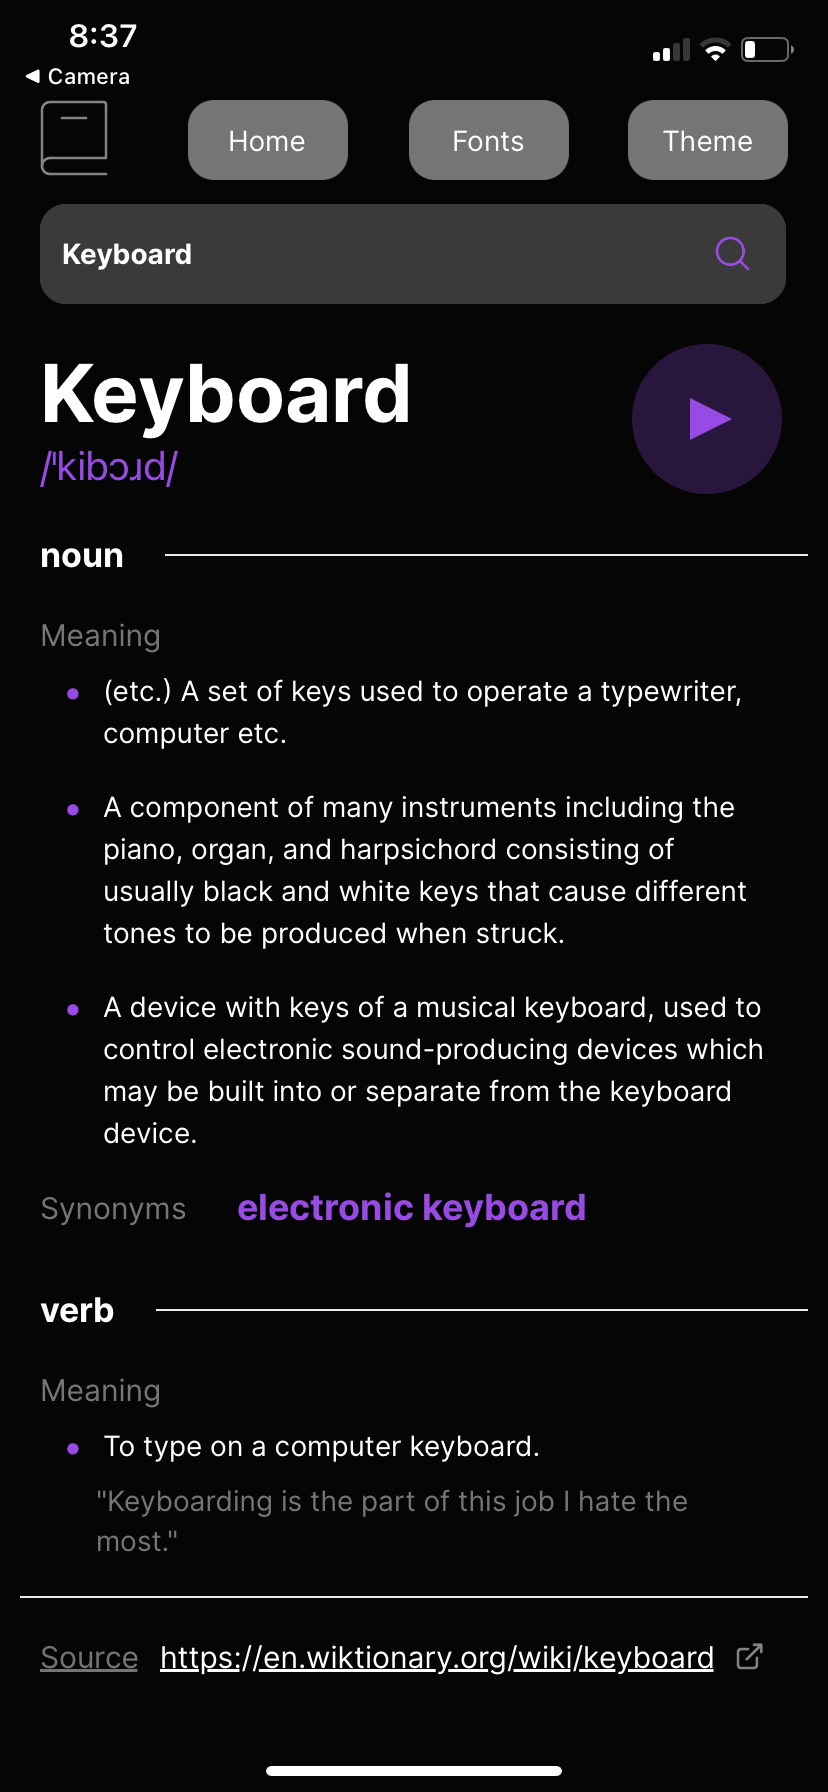 8:37
Camera
Home
Fonts
Theme
Keyboard
Keyboard
/ˈkibɔɹd/
noun
Meaning
(etc.) A set of keys used to operate a typewriter,
computer etc.
A component of many instruments including the
piano, organ, and harpsichord consisting of
usually black and white keys that cause different
tones to be produced when struck.
A device with keys of a musical keyboard, used to
control electronic sound-producing devices which
may be built into or separate from the keyboard
device.
Synonyms electronic keyboard
verb
Meaning
To type on a computer keyboard.
"Keyboarding is the part of this job I hate the
most."
Source https://en.wiktionary.org/wiki/keyboard